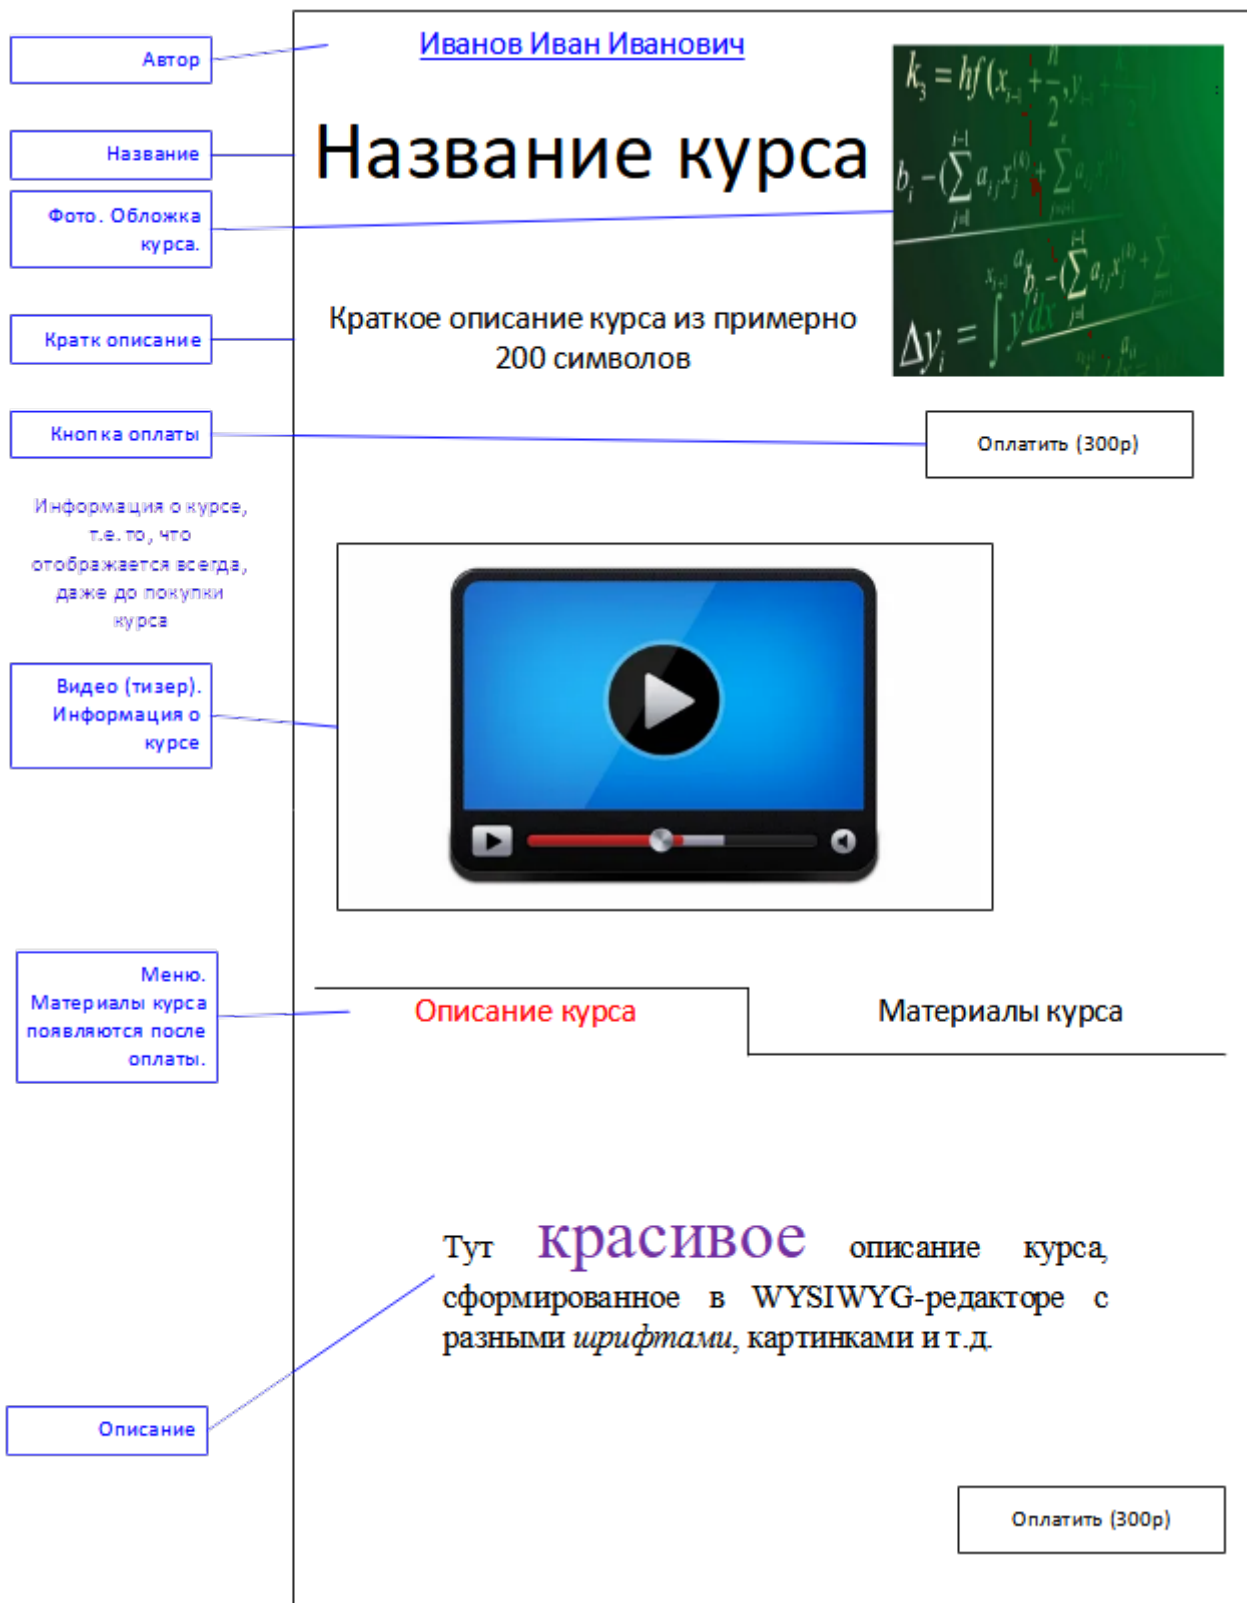 Автор
Иванов Иван Иванович
Название
Название курса
Фото. Обложка
курса.
Кратк описание
Краткое описание курса из примерно
200 символов
Кнопка оплаты
Оплатить (300р)
Информация о курсе,
т.е. то, что
отображается всегда,
даже до покупки
курса
Видео (тизер).
Информация о
курсе
Меню.
Материалы курса
появляются после
оплаты.
Описание курса
Материалы курса
Тут красивое описание курса,
сформированное в WYSIWYG-редакторе с
разными шрифтами, картинками и т.д.
Описание
Оплатить (300р)